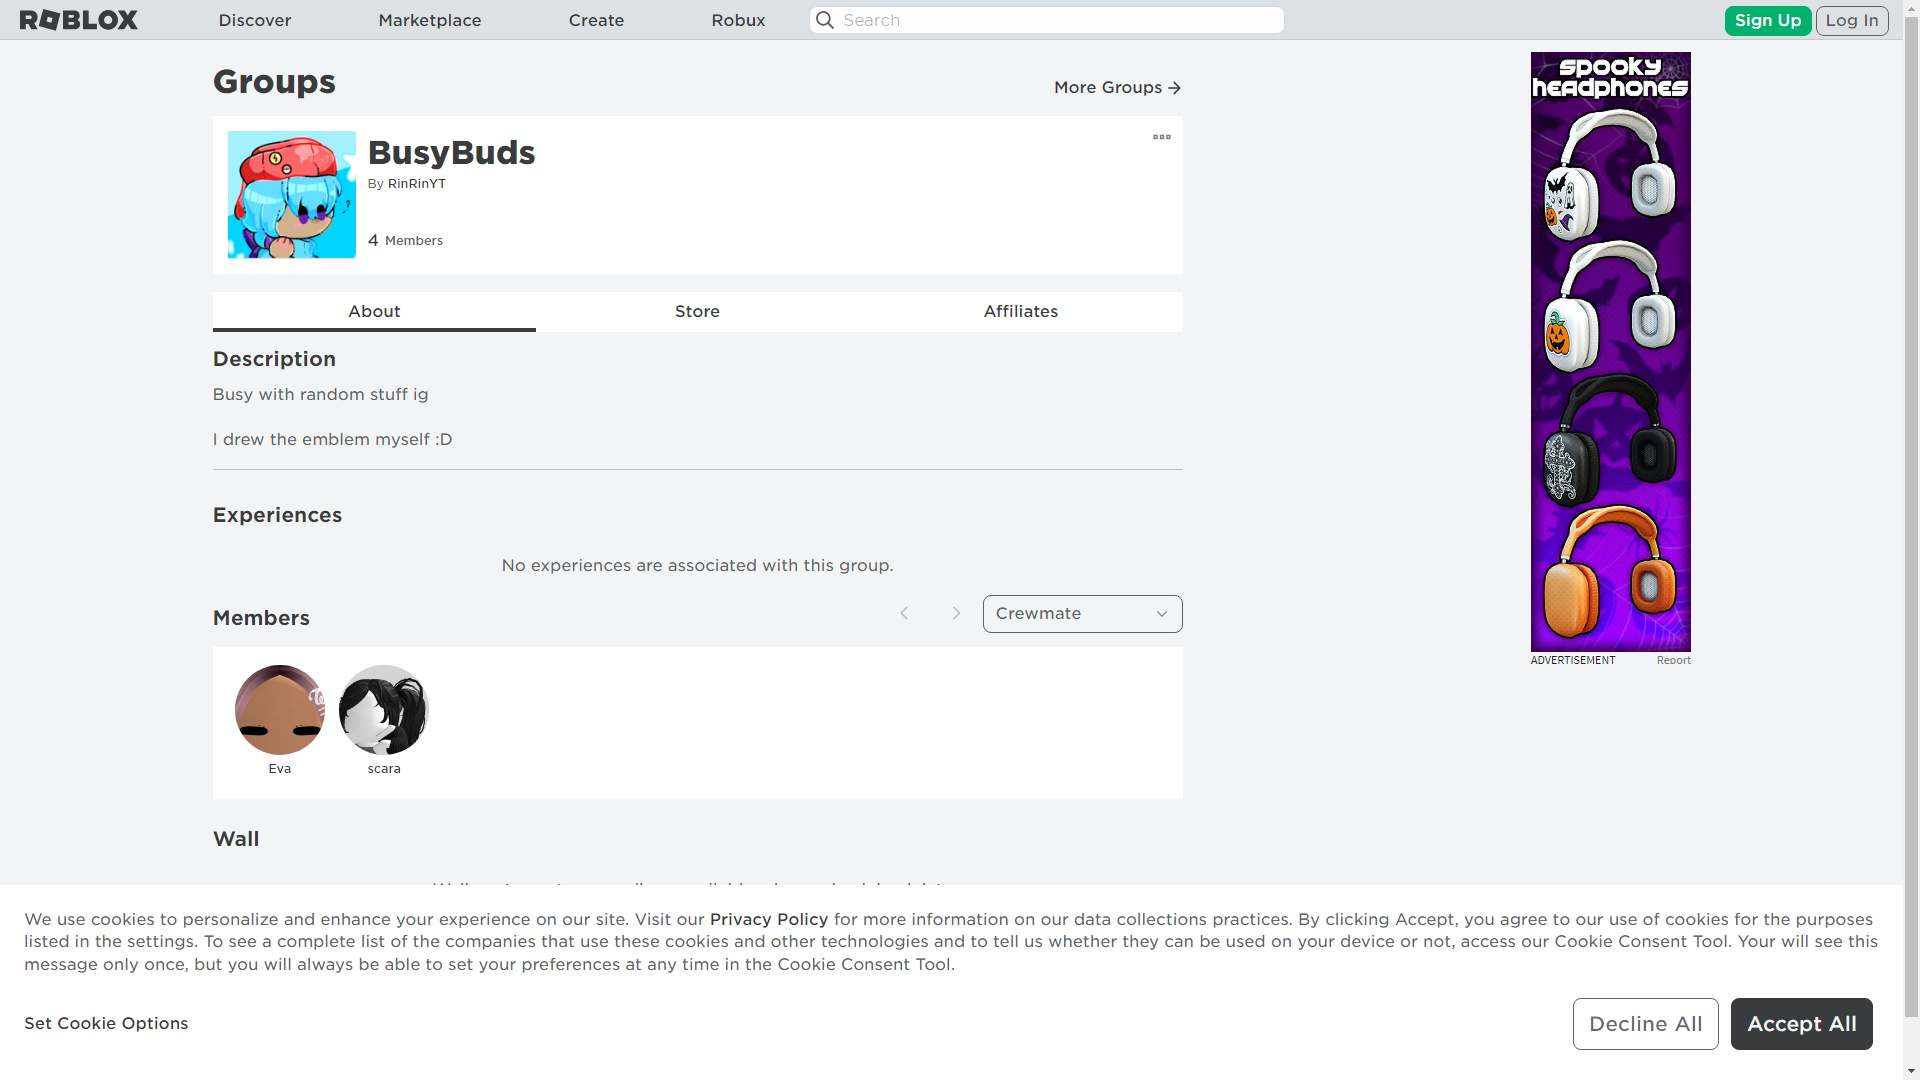 ROBLOX
Discover
Marketplace
Create
Robux
Search
Sign Up
Log In
Groups
More Groups
BusyBuds
By RinRinYT
4 Members
About
Store
Affiliates
Description
Busy with random stuff ig
I drew the emblem myself :D
Experiences
No experiences are associated with this group.
Members
Crewmate
Eva
scara
Wall
spooky
headphones
ADVERTISEMENT
Report
We use cookies to personalize and enhance your experience on our site. Visit our Privacy Policy for more information on our data collections practices. By clicking Accept, you agree to our use of cookies for the purposes
listed in the settings. To see a complete list of the companies that use these cookies and other technologies and to tell us whether they can be used on your device or not, access our Cookie Consent Tool. Your will see this
message only once, but you will always be able to set your preferences at any time in the Cookie Consent Tool.
Set Cookie Options
Decline All
Accept All